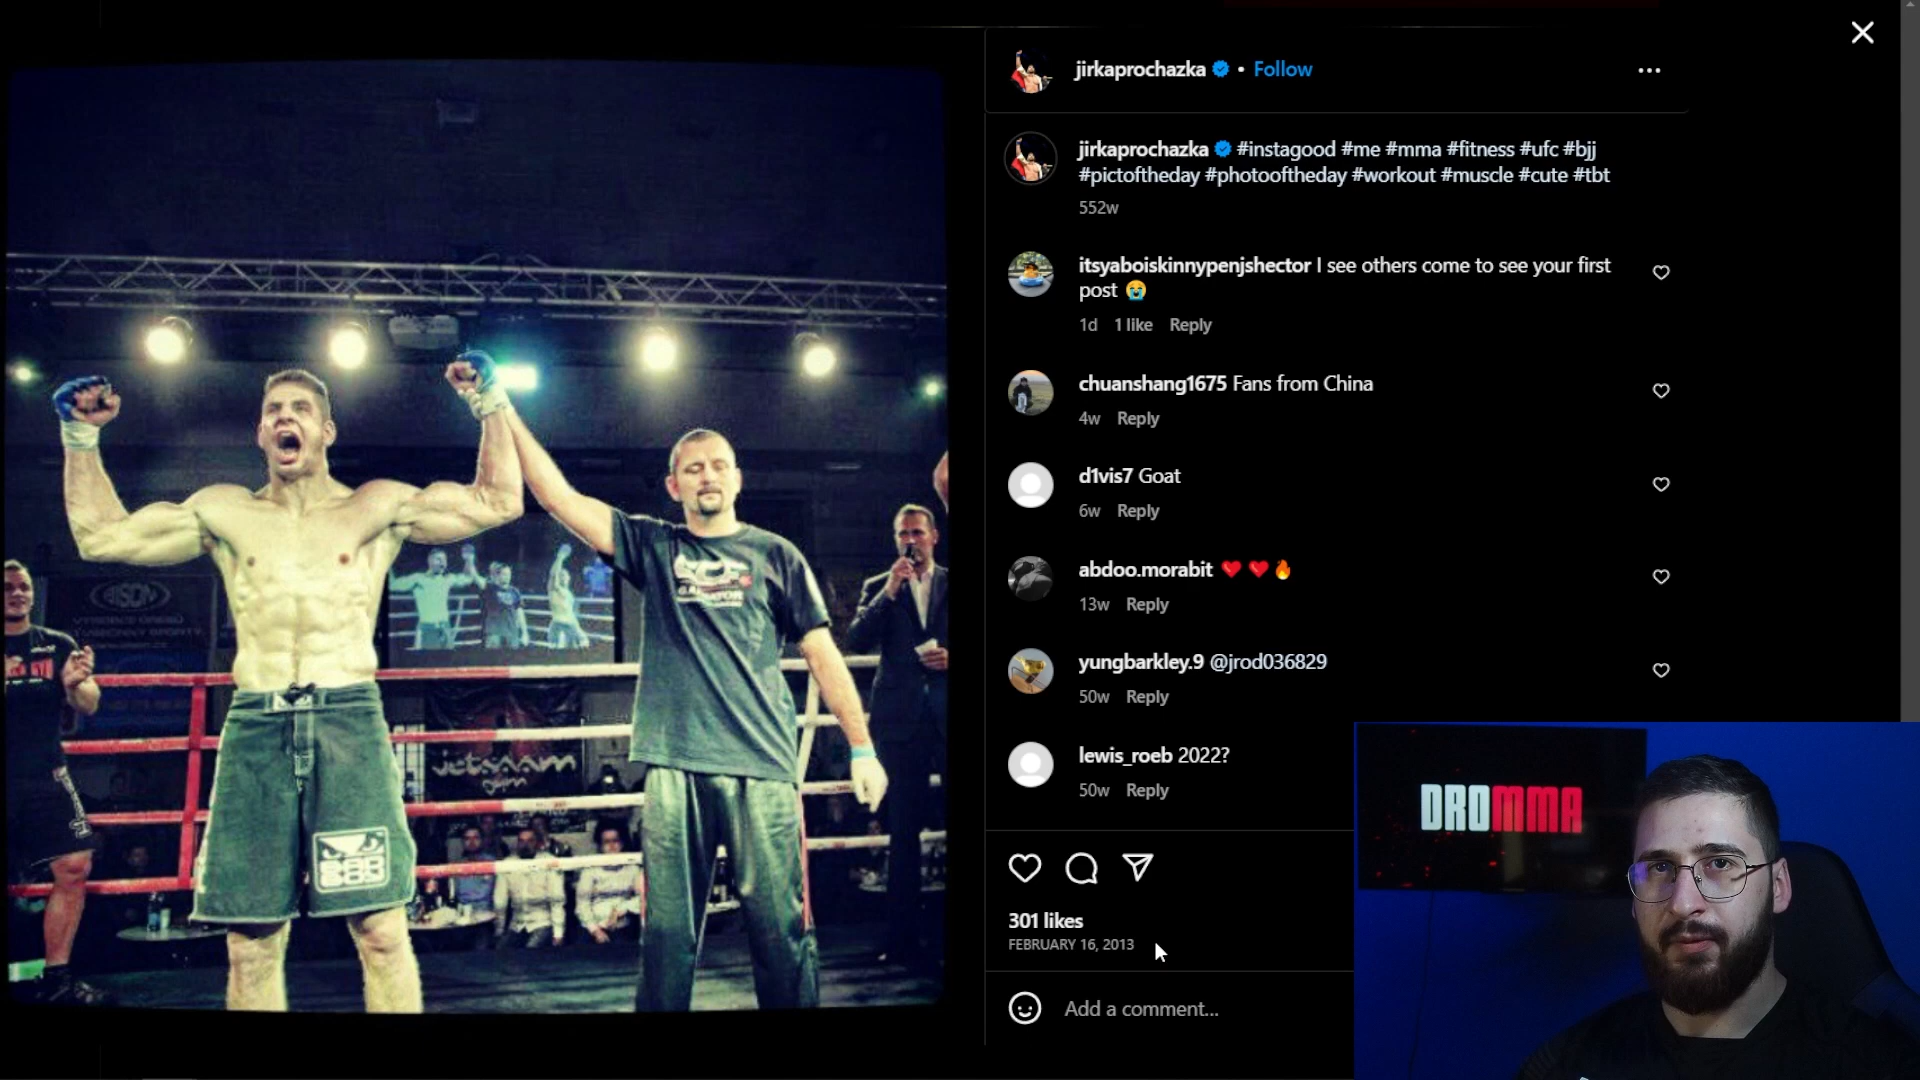 jirkaprochazka • Follow
jirkaprochazka #instagood #me #mma #fitness #ufc #bjj
#pictoftheday #photooftheday #workout #muscle #cute #tbt
552w
itsyaboiskinnypenjshector I see others come to see your first
post 😭
1d 1 like Reply
chuanshang1675 Fans from China
4w Reply
d1vis7 Goat
6w Reply
abdoo.morabit ❤️ ❤️🔥
13w Reply
yungbarkley.9 @jrod036829
50w Reply
lewis_roeb 2022?
50w Reply
301 likes
FEBRUARY 16, 2013
Add a comment...
DROMMA